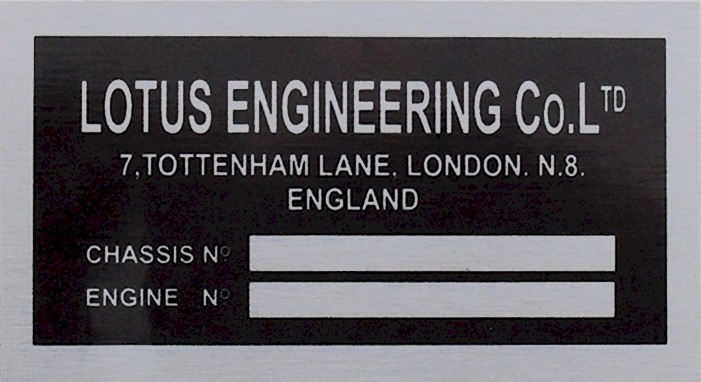 LOTUS ENGINEERING Co.LTD
7,TOTTENHAM LANE, LONDON. N.8.
ENGLAND
CHASSIS Nº
ENGINE Nº